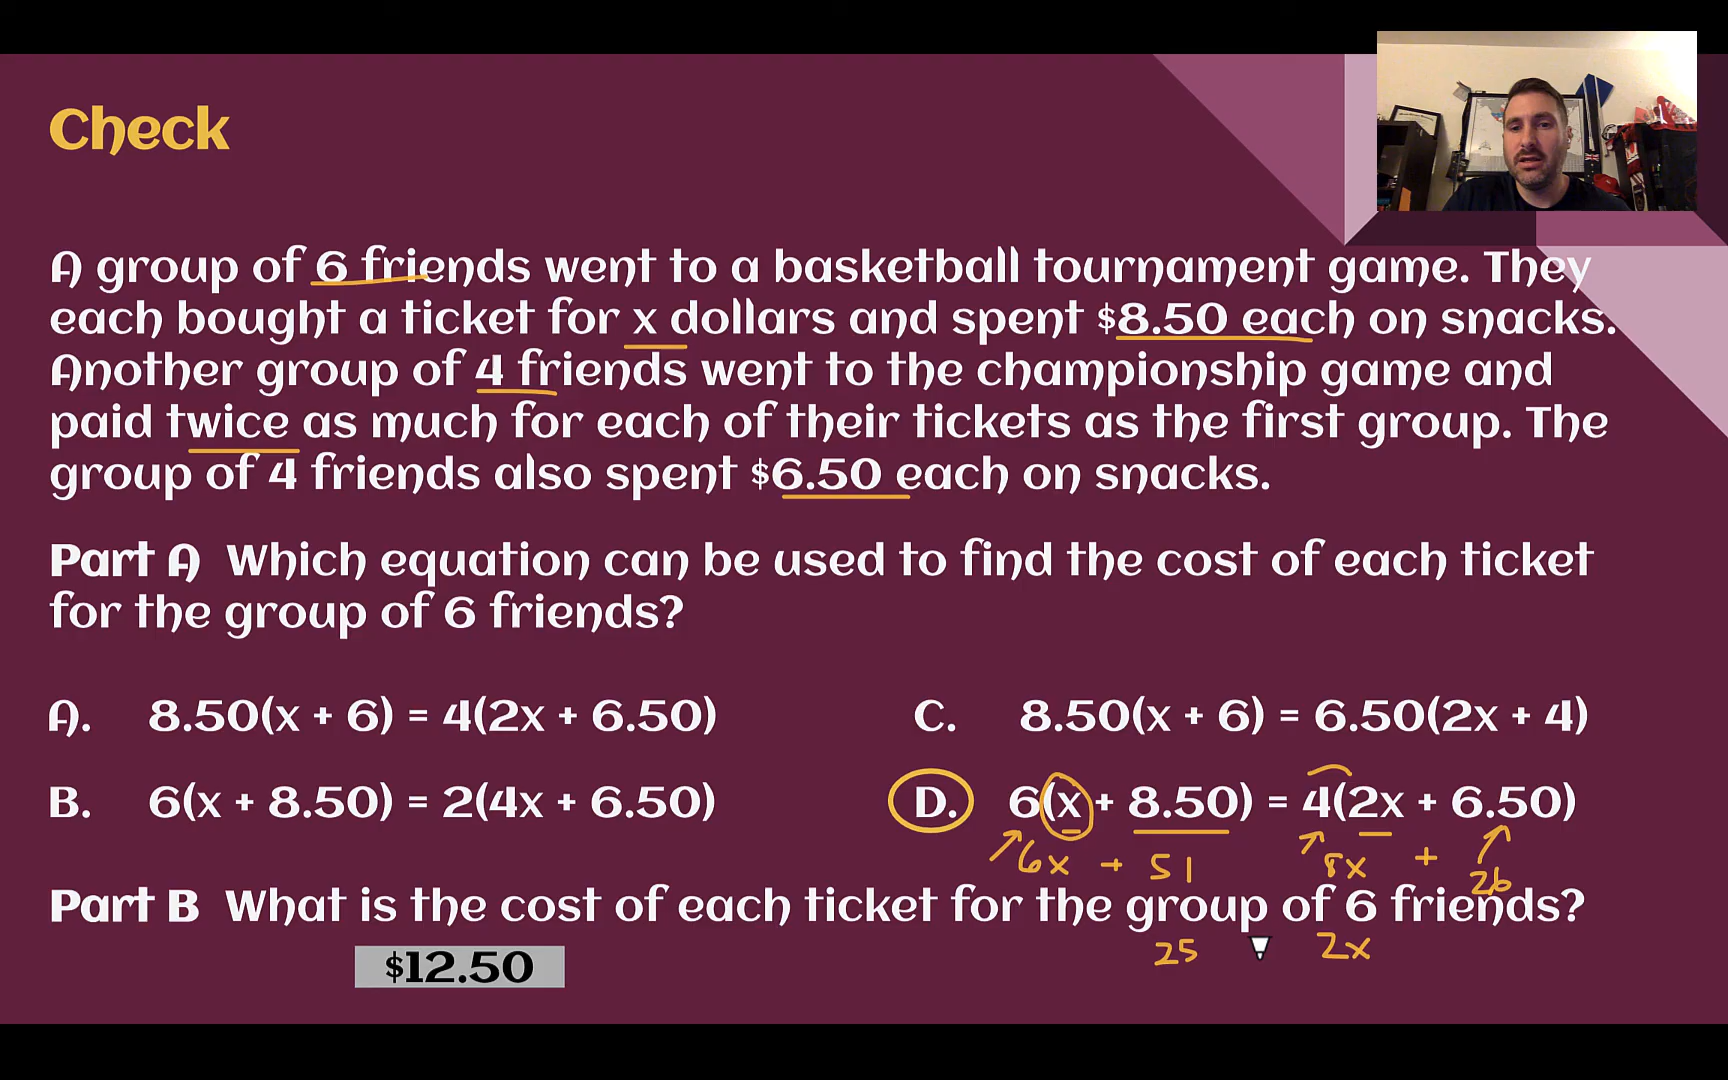 Check
A group of 6 friends went to a basketball tournament game. They
each bought a ticket for x dollars and spent $8.50 each on snacks.
Another group of 4 friends went to the championship game and
paid twice as much for each of their tickets as the first group. The
group of 4 friends also spent $6.50 each on snacks.
Part A Which equation can be used to find the cost of each ticket
for the group of 6 friends?
A. 8.50(x + 6) = 4(2x + 6.50)
C. 8.50(x + 6) = 6.50(2x + 4)
B. 6(x + 8.50) = 2(4x + 6.50)
D. 6(x + 8.50) = 4(2x + 6.50)
6x + 51 8x + 26
Part B What is the cost of each ticket for the group of 6 friends?
25 2x
$12.50